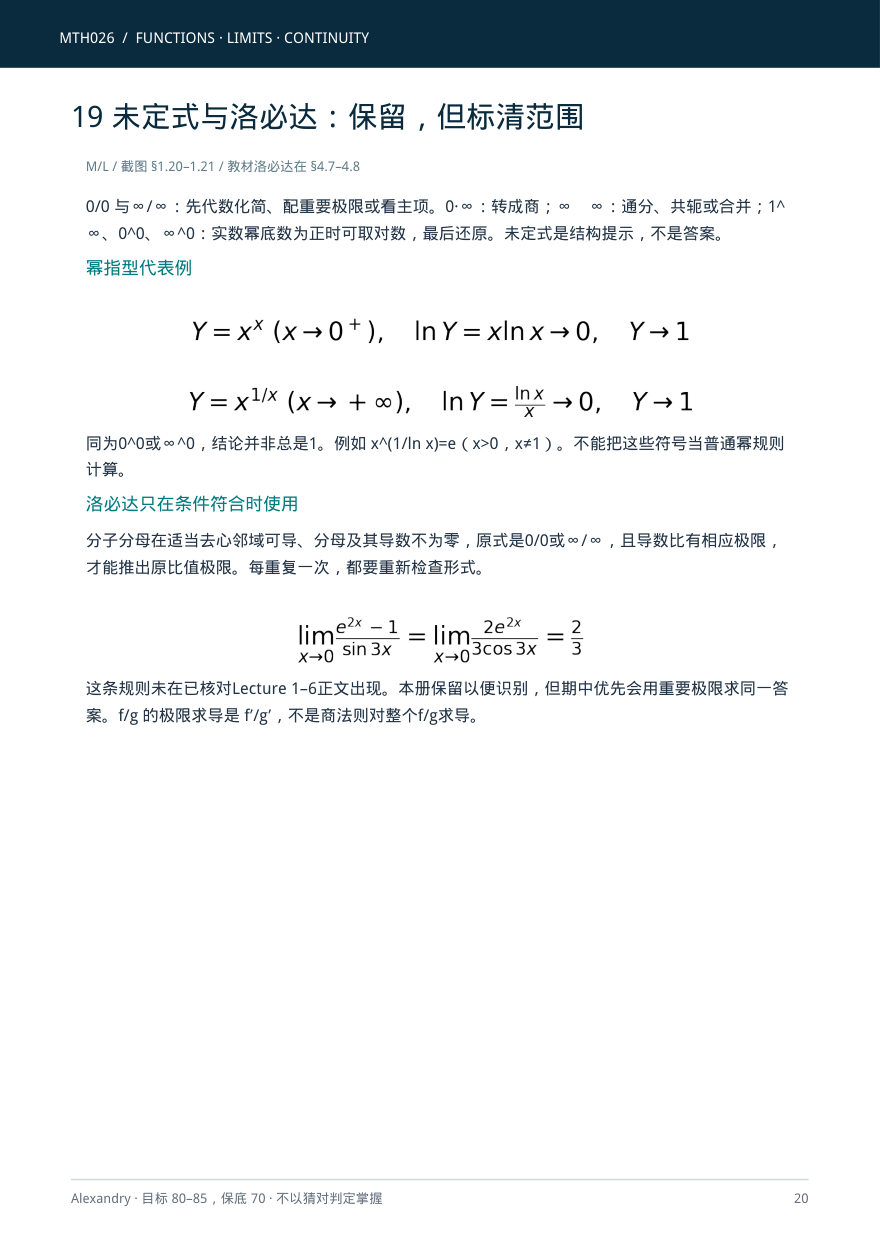 MTH026 / FUNCTIONS · LIMITS · CONTINUITY
19 未定式与洛必达：保留，但标清范围
M/L / 截图 §1.20–1.21 / 教材洛必达在 §4.7–4.8
0/0 与∞/∞：先代数化简、配重要极限或看主项。0·∞：转成商；∞ ∞：通分、共轭或合并；1^
∞、0^0、∞^0：实数幂底数为正时可取对数，最后还原。未定式是结构提示，不是答案。
幂指型代表例
Y = x^x (x → 0^+), ln Y = x ln x → 0, Y → 1
Y = x^{1/x} (x → +∞), ln Y = \frac{ln x}{x} → 0, Y → 1
同为0^0或∞^0，结论并非总是1。例如 x^(1/ln x)=e（x>0，x≠1）。不能把这些符号当普通幂规则
计算。
洛必达只在条件符合时使用
分子分母在适当去心邻域可导、分母及其导数不为零，原式是0/0或∞/∞，且导数比有相应极限，
才能推出原比值极限。每重复一次，都要重新检查形式。
lim_{x→0} \frac{e^{2x} − 1}{sin 3x} = lim_{x→0} \frac{2e^{2x}}{3cos 3x} = \frac{2}{3}
这条规则未在已核对Lecture 1–6正文出现。本册保留以便识别，但期中优先会用重要极限求同一答
案。f/g 的极限求导是 f′/g′，不是商法则对整个f/g求导。
Alexandry · 目标 80–85，保底 70 · 不以猜对判定掌握
20